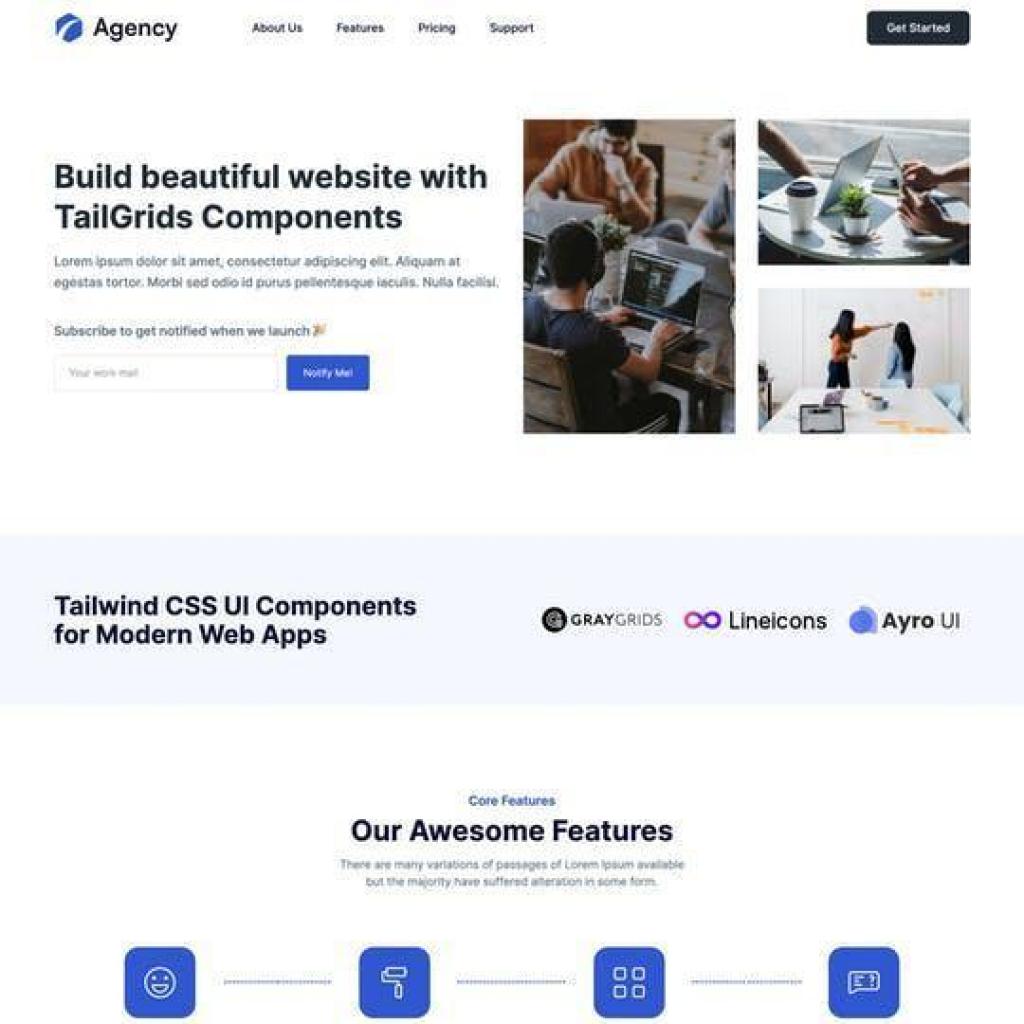 Agency
About Us
Features
Pricing
Support
Get Started
Build beautiful website with
TailGrids Components
Lorem ipsum dolor sit amet, consectetur adipiscing elit. Aliquam at
egestas tortor. Morbi sed odio id purus pellentesque iaculis. Nulla facilisi.
Subscribe to get notified when we launch 🎉
Your work mail
Notify Me!
Tailwind CSS UI Components
for Modern Web Apps
GRAYGRIDS
Lineicons
Ayro UI
Core Features
Our Awesome Features
There are many variations of passages of Lorem Ipsum available
but the majority have suffered alteration in some form.